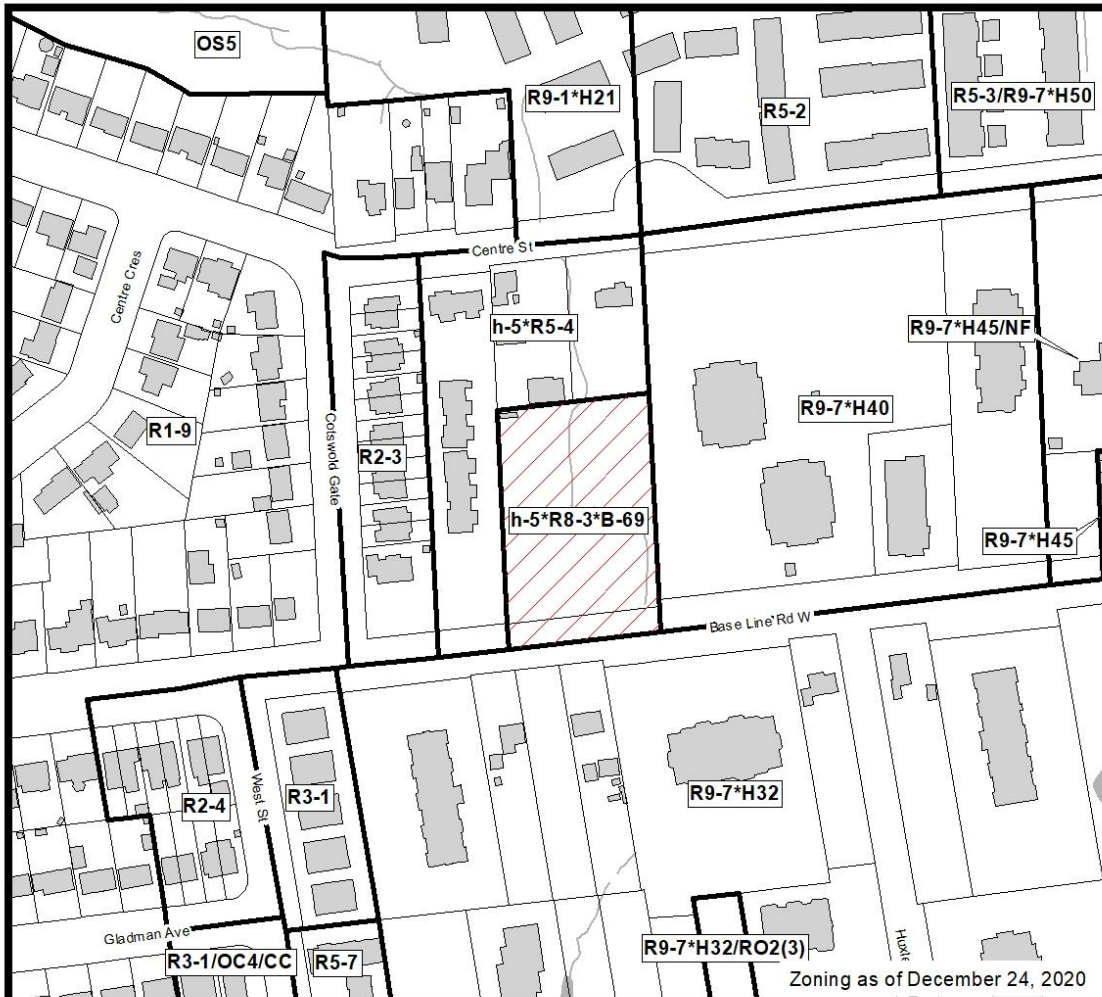 OS5
R9-1*H21
R5-2
R5-3/R9-7*H50
Centre St
Centre Cres
h-5*R5-4
R9-7*H45/NF
R9-7*H40
R1-9
Cotswold Gate
R2-3
h-5*R8-3*B-69
R9-7*H45
Base Line Rd W
West St
R2-4
R3-1
R9-7*H32
Gladman Ave
R3-1/OC4/CC
R5-7
R9-7*H32/RO2(3)
Zoning as of December 24, 2020